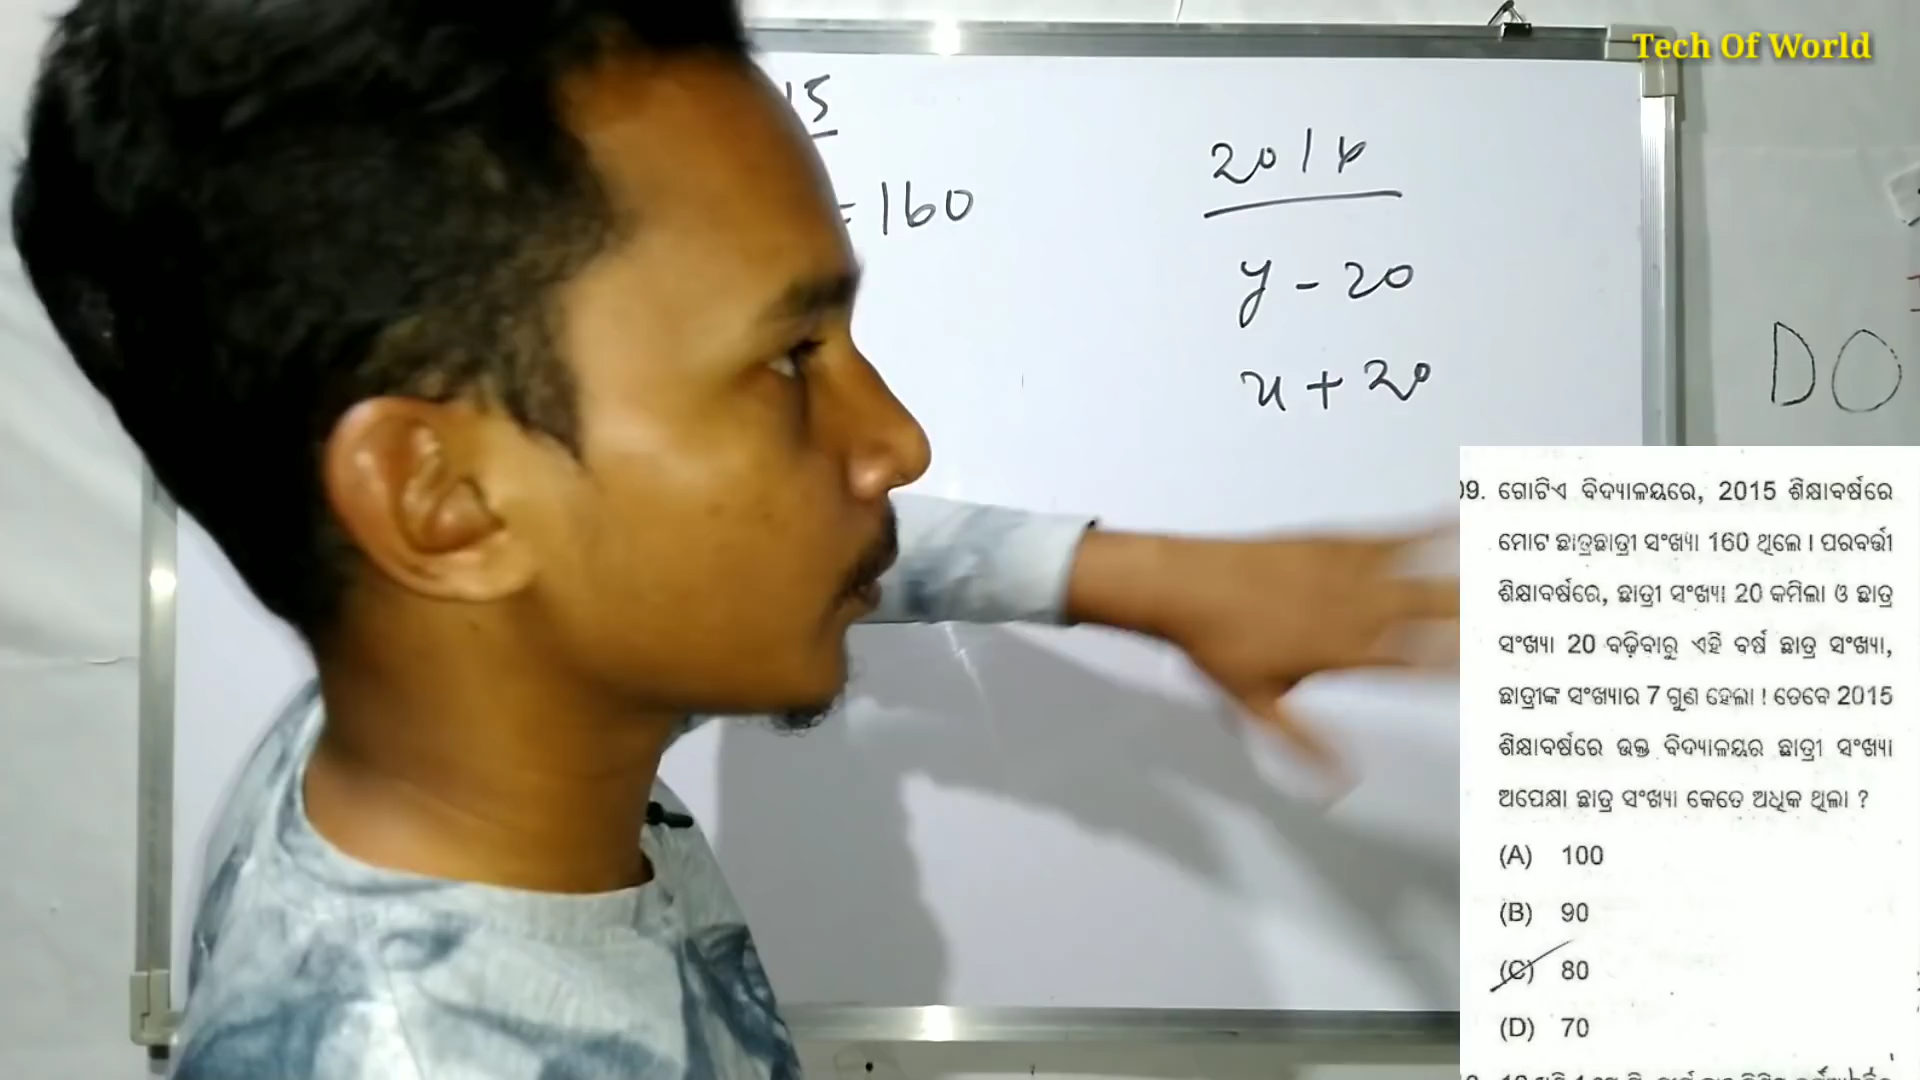 Tech Of World
15
= 160
2016
y - 20
x + 20
DO
09. ଗୋଟିଏ ବିଦ୍ୟାଳୟରେ, 2015 ଶିକ୍ଷାବର୍ଷରେ
ମୋଟ ଛାତ୍ରଛାତ୍ରୀ ସଂଖ୍ୟା 160 ଥିଲେ । ପରବର୍ତ୍ତୀ
ଶିକ୍ଷାବର୍ଷରେ, ଛାତ୍ରୀ ସଂଖ୍ୟା 20 କମିଲା ଓ ଛାତ୍ର
ସଂଖ୍ୟା 20 ବଢ଼ିବାରୁ ଏହି ବର୍ଷ ଛାତ୍ର ସଂଖ୍ୟା,
ଛାତ୍ରୀଙ୍କ ସଂଖ୍ୟାର 7 ଗୁଣ ହେଲା ! ତେବେ 2015
ଶିକ୍ଷାବର୍ଷରେ ଉକ୍ତ ବିଦ୍ୟାଳୟର ଛାତ୍ରୀ ସଂଖ୍ୟା
ଅପେକ୍ଷା ଛାତ୍ର ସଂଖ୍ୟା କେତେ ଅଧିକ ଥିଲା ?
(A) 100
(B) 90
(C) 80
(D) 70